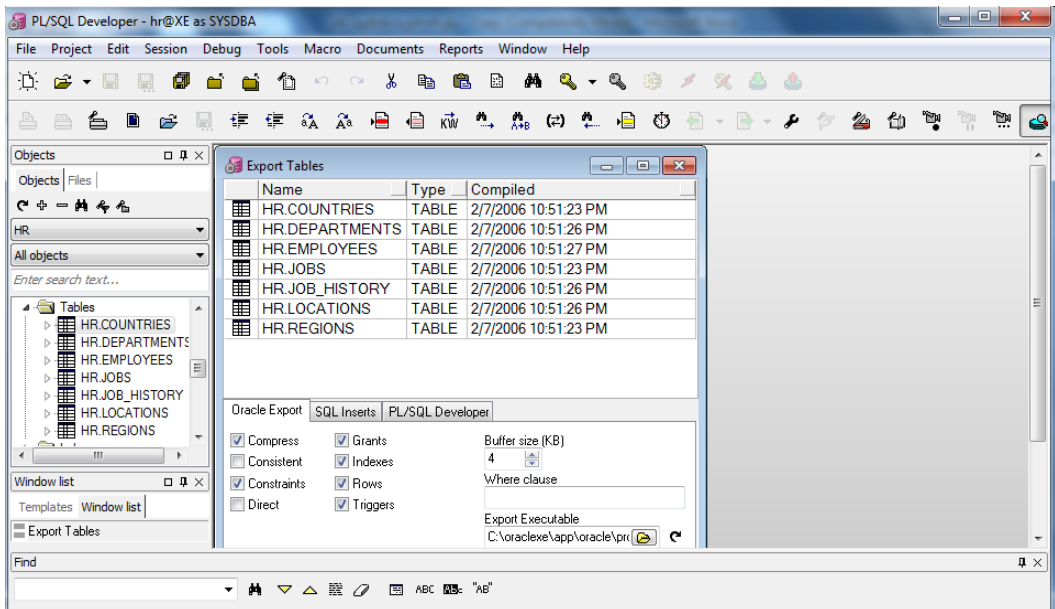 PL/SQL Developer - hr@XE as SYSDBA
File Project Edit Session Debug Tools Macro Documents Reports Window Help
Objects
Objects Files
HR
All objects
Enter search text...
Tables
HR.COUNTRIES
HR.DEPARTMENTS
HR.EMPLOYEES
HR.JOBS
HR.JOB_HISTORY
HR.LOCATIONS
HR.REGIONS
Window list
Templates Window list
Export Tables
Export Tables
Name Type Compiled
HR.COUNTRIES TABLE 2/7/2006 10:51:23 PM
HR.DEPARTMENTS TABLE 2/7/2006 10:51:26 PM
HR.EMPLOYEES TABLE 2/7/2006 10:51:27 PM
HR.JOBS TABLE 2/7/2006 10:51:23 PM
HR.JOB_HISTORY TABLE 2/7/2006 10:51:26 PM
HR.LOCATIONS TABLE 2/7/2006 10:51:26 PM
HR.REGIONS TABLE 2/7/2006 10:51:23 PM
Oracle Export SQL Inserts PL/SQL Developer
Compress Grants Buffer size (KB)
Consistent Indexes 4
Constraints Rows Where clause
Direct Triggers
Export Executable
C:\oraclexe\app\oracle\pro
Find
ABC "AB"